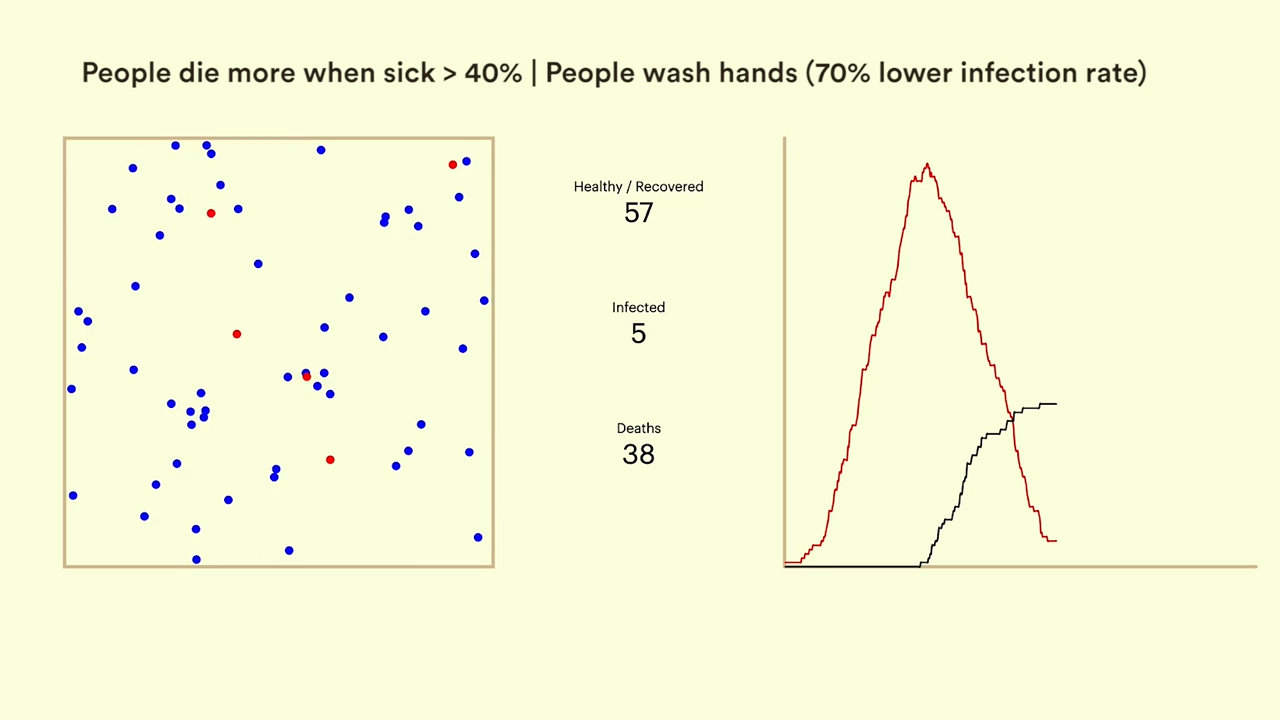 People die more when sick > 40% | People wash hands (70% lower infection rate)
Healthy / Recovered
57
Infected
5
Deaths
38